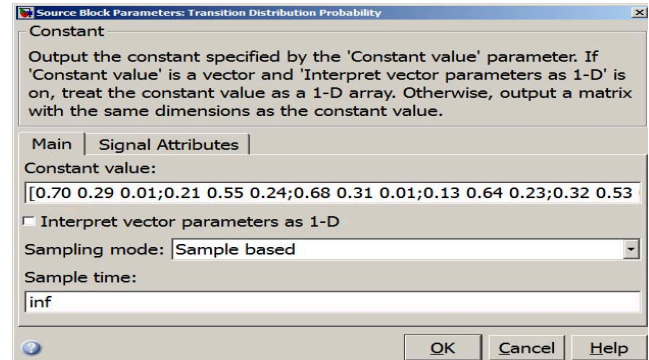 Source Block Parameters: Transition Distribution Probability
Constant
Output the constant specified by the 'Constant value' parameter. If
'Constant value' is a vector and 'Interpret vector parameters as 1-D' is
on, treat the constant value as a 1-D array. Otherwise, output a matrix
with the same dimensions as the constant value.
Main Signal Attributes
Constant value:
[0.70 0.29 0.01;0.21 0.55 0.24;0.68 0.31 0.01;0.13 0.64 0.23;0.32 0.53
Interpret vector parameters as 1-D
Sampling mode: Sample based
Sample time:
inf
OK Cancel Help